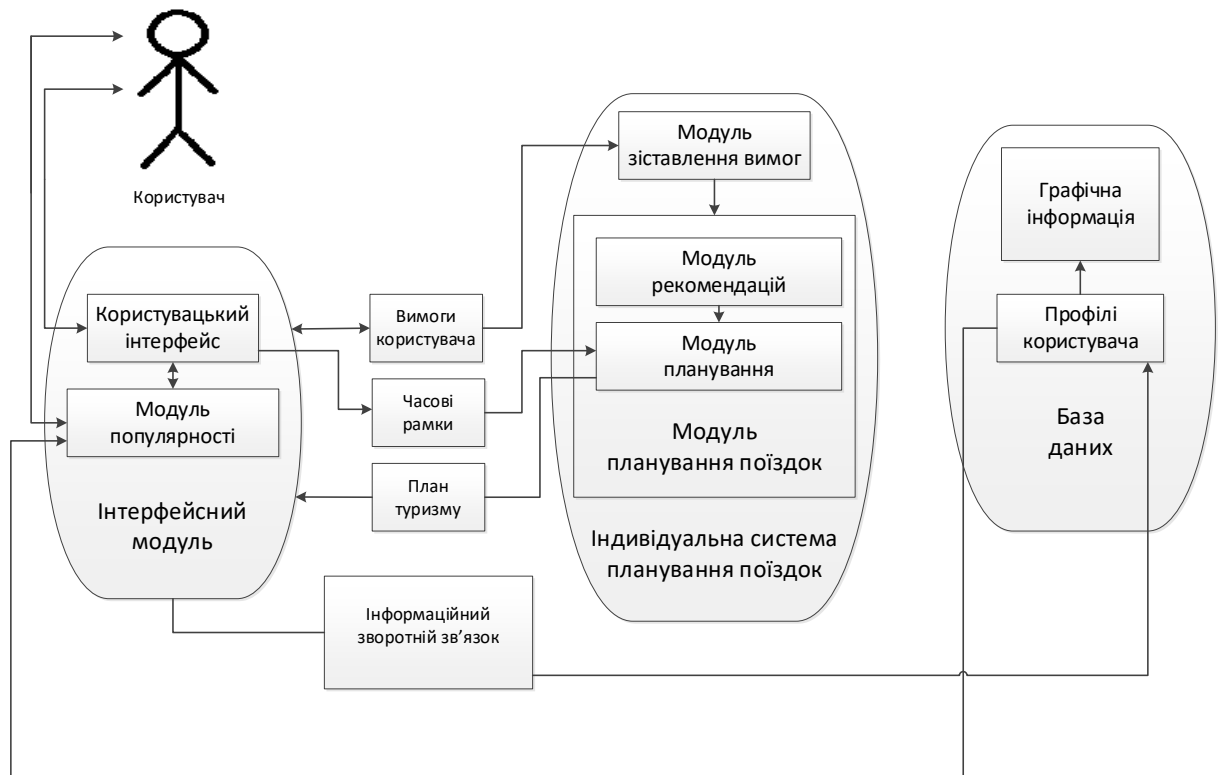 Користувач
Користувацький
інтерфейс
Модуль
популярності
Інтерфейсний
модуль
Вимоги
користувача
Часові
рамки
План
туризму
Інформаційний
зворотній зв’язок
Модуль
зіставлення вимог
Модуль
рекомендацій
Модуль
планування
Модуль
планування поїздок
Індивідуальна система
планування поїздок
Графічна
інформація
Профілі
користувача
База
даних